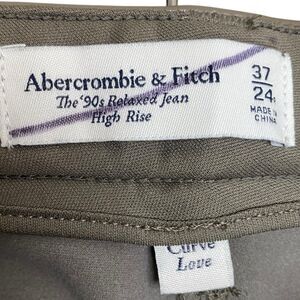 Abercrombie & Fitch
The '90s Relaxed Jean
High Rise
37
24
MADE IN
CHINA
Curve
Love